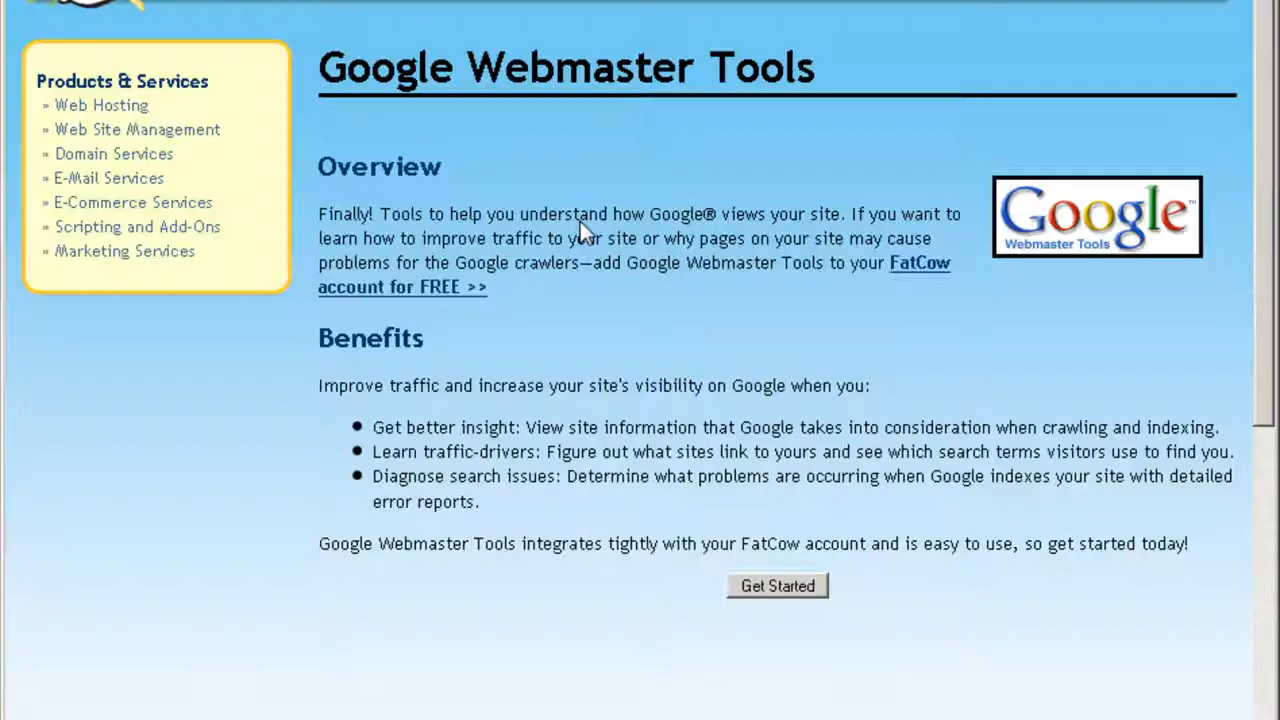 Products & Services
» Web Hosting
» Web Site Management
» Domain Services
» E-Mail Services
» E-Commerce Services
» Scripting and Add-Ons
» Marketing Services
Google Webmaster Tools
Overview
Finally! Tools to help you understand how Google® views your site. If you want to
learn how to improve traffic to your site or why pages on your site may cause
problems for the Google crawlers—add Google Webmaster Tools to your FatCow
account for FREE >>
Google™
Webmaster Tools
Benefits
Improve traffic and increase your site's visibility on Google when you:
• Get better insight: View site information that Google takes into consideration when crawling and indexing.
• Learn traffic-drivers: Figure out what sites link to yours and see which search terms visitors use to find you.
• Diagnose search issues: Determine what problems are occurring when Google indexes your site with detailed
error reports.
Google Webmaster Tools integrates tightly with your FatCow account and is easy to use, so get started today!
Get Started